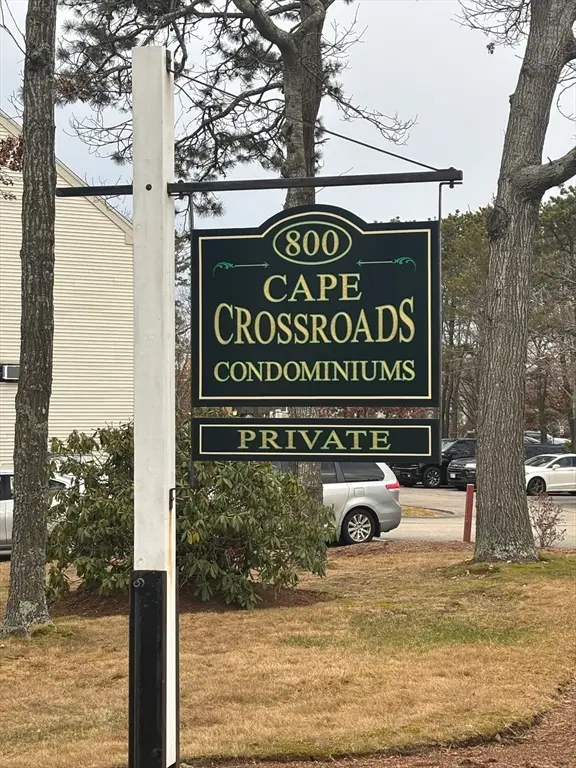 800
CAPE
CROSSROADS
CONDOMINIUMS
PRIVATE